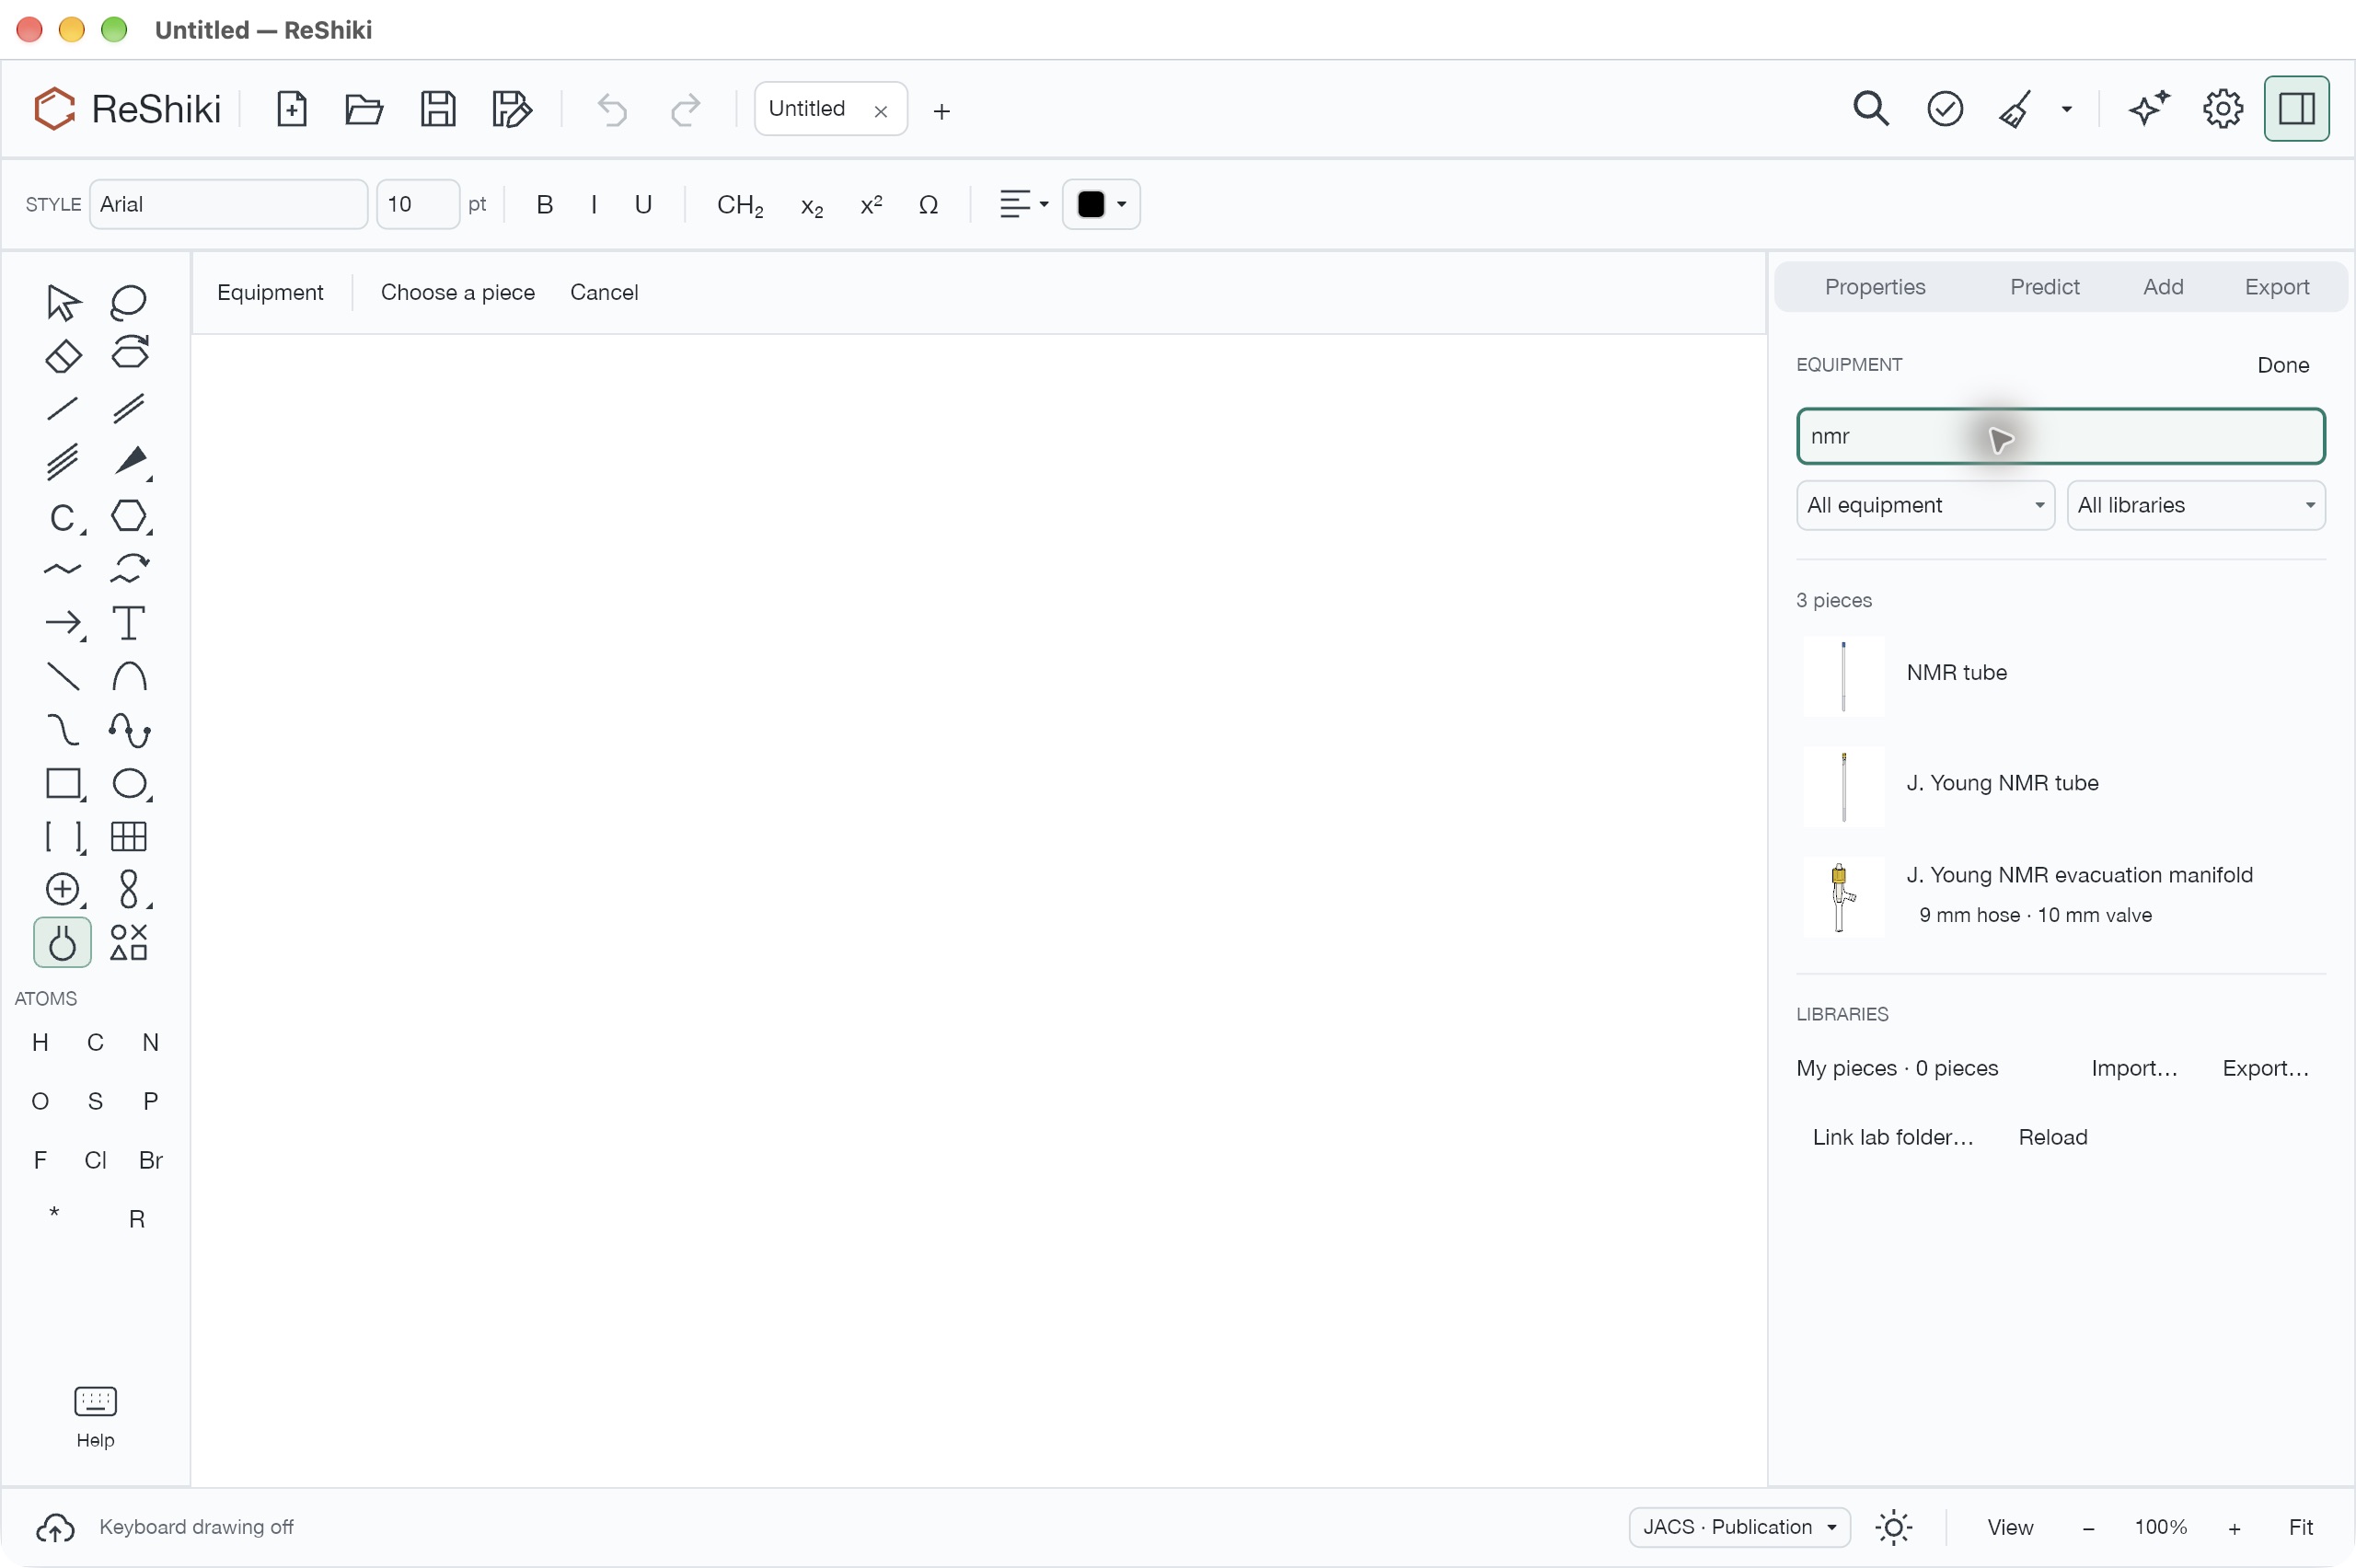 Untitled — ReShiki
ReShiki
Untitled
STYLE Arial 10 pt B I U CH₂ x₂ x² Ω
Equipment Choose a piece Cancel
Properties Predict Add Export
EQUIPMENT Done
nmr
All equipment All libraries
3 pieces
NMR tube
J. Young NMR tube
J. Young NMR evacuation manifold
9 mm hose · 10 mm valve
LIBRARIES
My pieces · 0 pieces Import… Export…
Link lab folder… Reload
C
T
ATOMS
H C N
O S P
F Cl Br
* R
Help
Keyboard drawing off
JACS · Publication View – 100% + Fit